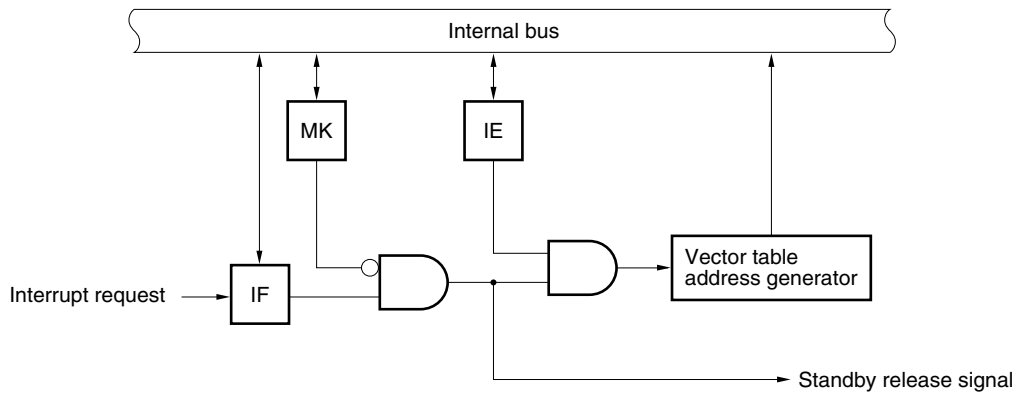 Internal bus
MK
IE
Vector table
address generator
Interrupt request
IF
Standby release signal